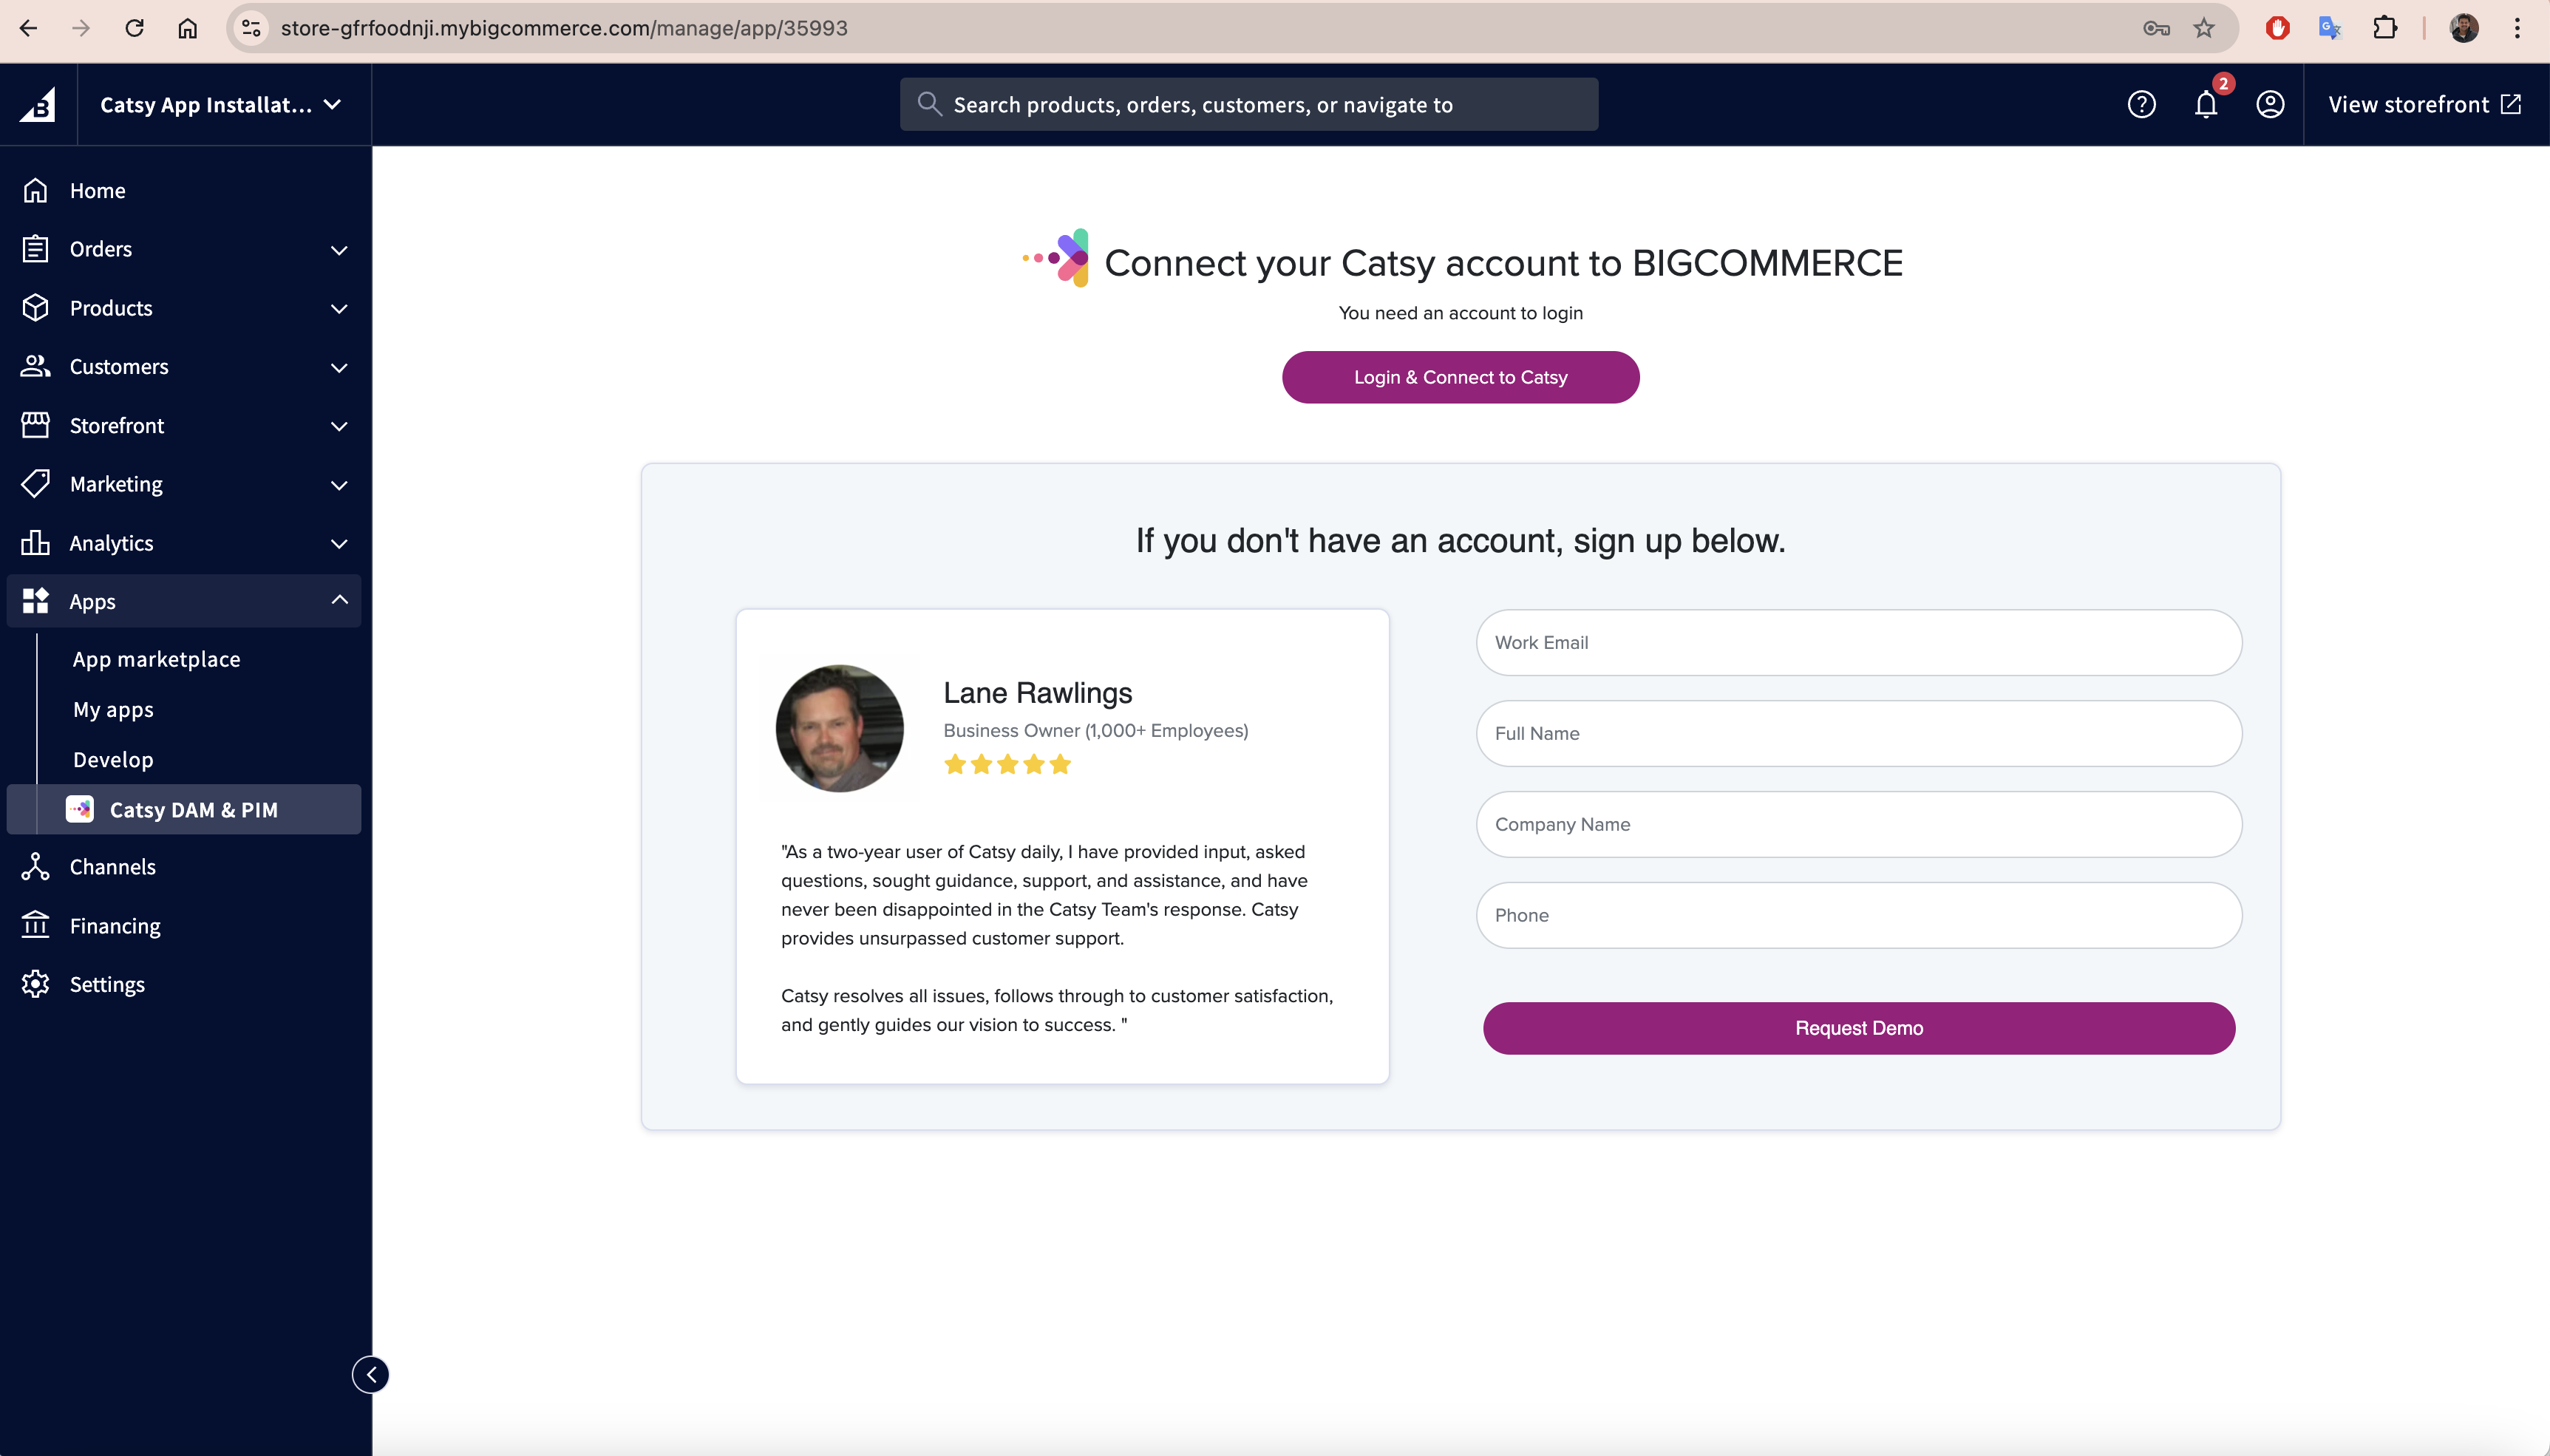 store-gfrfoodnji.mybigcommerce.com/manage/app/35993
Catsy App Installat...
Search products, orders, customers, or navigate to
2
View storefront
Home
Orders
Products
Customers
Storefront
Marketing
Analytics
Apps
App marketplace
My apps
Develop
Catsy DAM & PIM
Channels
Financing
Settings
Connect your Catsy account to BIGCOMMERCE
You need an account to login
Login & Connect to Catsy
If you don't have an account, sign up below.
Lane Rawlings
Business Owner (1,000+ Employees)
"As a two-year user of Catsy daily, I have provided input, asked
questions, sought guidance, support, and assistance, and have
never been disappointed in the Catsy Team's response. Catsy
provides unsurpassed customer support.
Catsy resolves all issues, follows through to customer satisfaction,
and gently guides our vision to success. "
Work Email
Full Name
Company Name
Phone
Request Demo